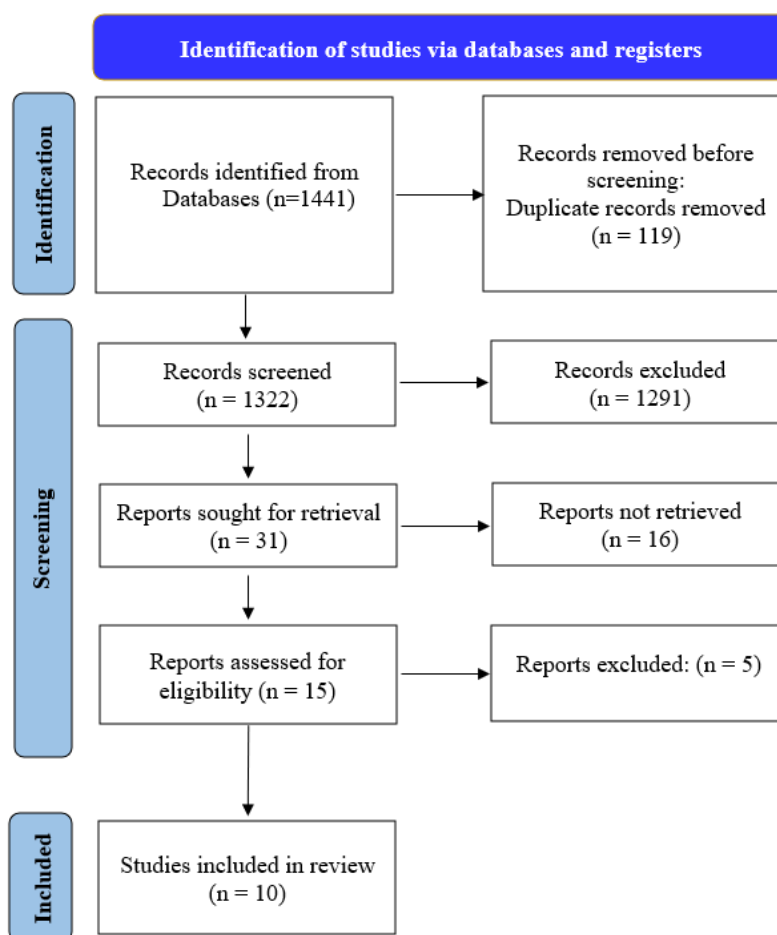 Identification of studies via databases and registers
Identification
Records identified from
Databases (n=1441)
Records removed before
screening:
Duplicate records removed
(n = 119)
Screening
Records screened
(n = 1322)
Records excluded
(n = 1291)
Reports sought for retrieval
(n = 31)
Reports not retrieved
(n = 16)
Reports assessed for
eligibility (n = 15)
Reports excluded: (n = 5)
Included
Studies included in review
(n = 10)